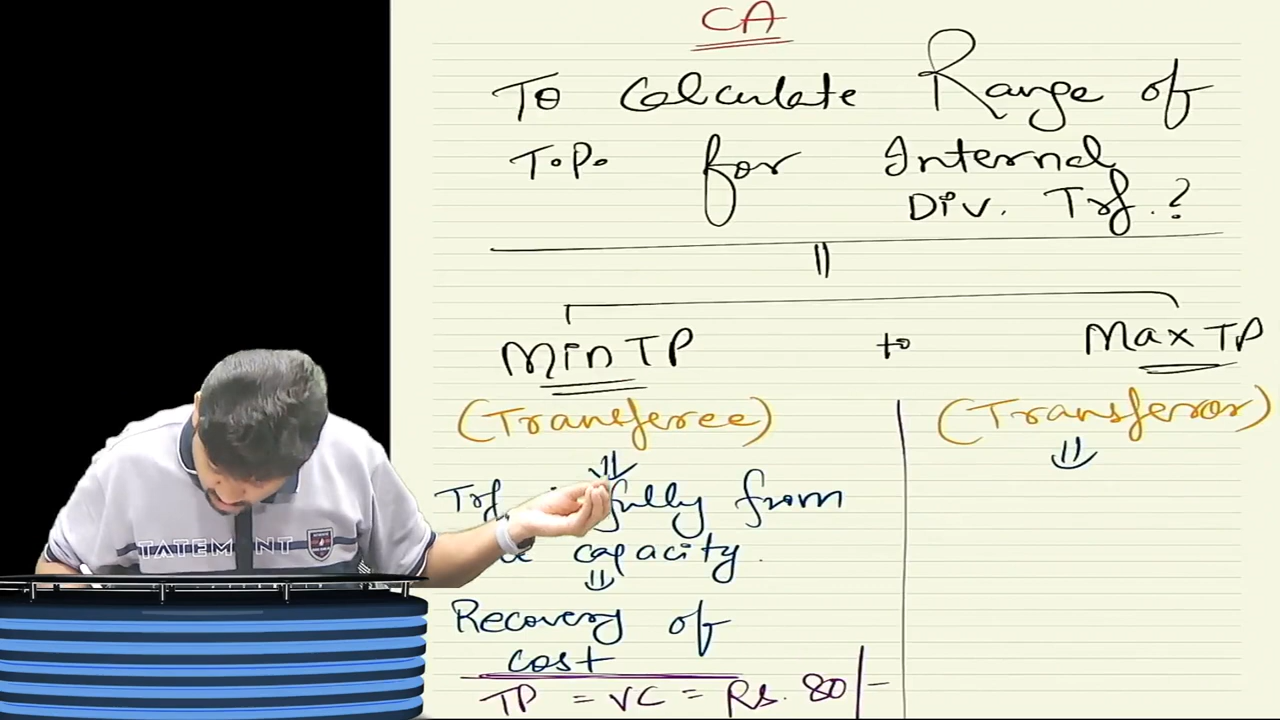 CA
To Calculate Range of
T.P. for Internal
Div. Trf.?
Min TP to Max TP
(Transferee)
Trf. fully from
capacity.
Recovery of
cost
TP = VC = Rs. 80/-
(Transferor)
TATEMENT